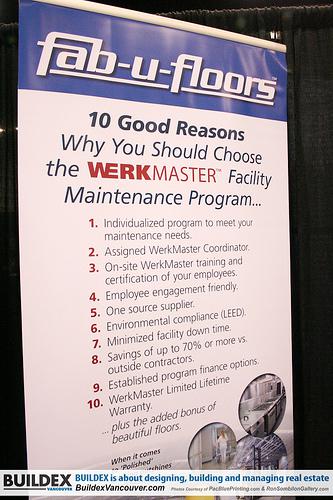 fab-u-floors™
10 Good Reasons
Why You Should Choose
the WERKMASTER™ Facility
Maintenance Program...
1. Individualized program to meet your
maintenance needs.
2. Assigned WerkMaster Coordinator.
3. On-site WerkMaster training and
certification of your employees.
4. Employee engagement friendly.
5. One source supplier.
6. Environmental compliance (LEED).
7. Minimized facility down time.
8. Savings of up to 70% or more vs.
outside contractors.
9. Established program finance options.
10. WerkMaster Limited Lifetime
Warranty.
... plus the added bonus of
beautiful floors.
When it comes
to 'Polished'
BUILDEX
VANCOUVER
BUILDEX is about designing, building and managing real estate
BuildexVancouver.com Photos Courtesy of PacBluePrinting.com & RonSombilonGallery.com